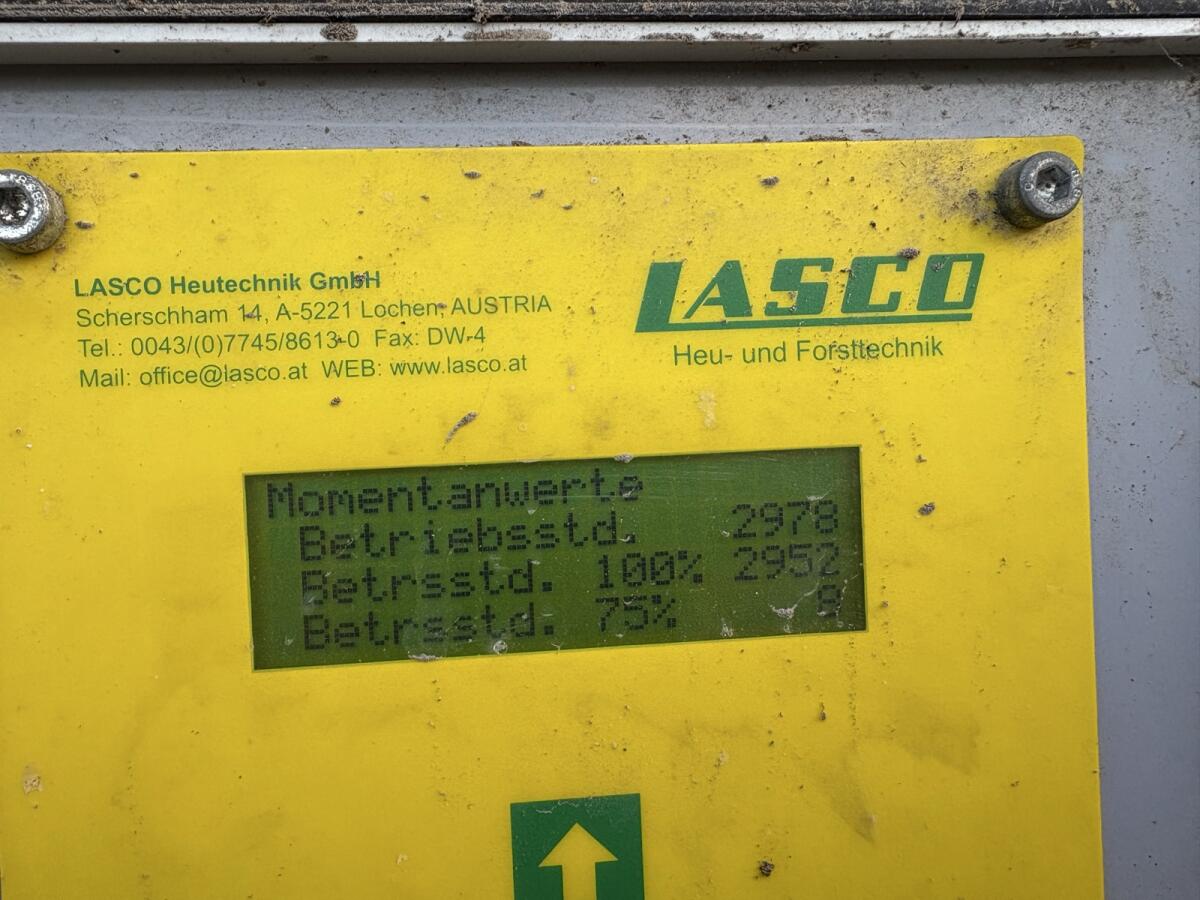 LASCO Heutechnik GmbH
Scherschham 14, A-5221 Lochen, AUSTRIA
Tel.: 0043/(0)7745/8613-0 Fax: DW-4
Mail: office@lasco.at WEB: www.lasco.at
LASCO
Heu- und Forsttechnik
Momentanwerte
Betriebsstd. 2978
Betrsstd. 100% 2952
Betrsstd. 75% 8